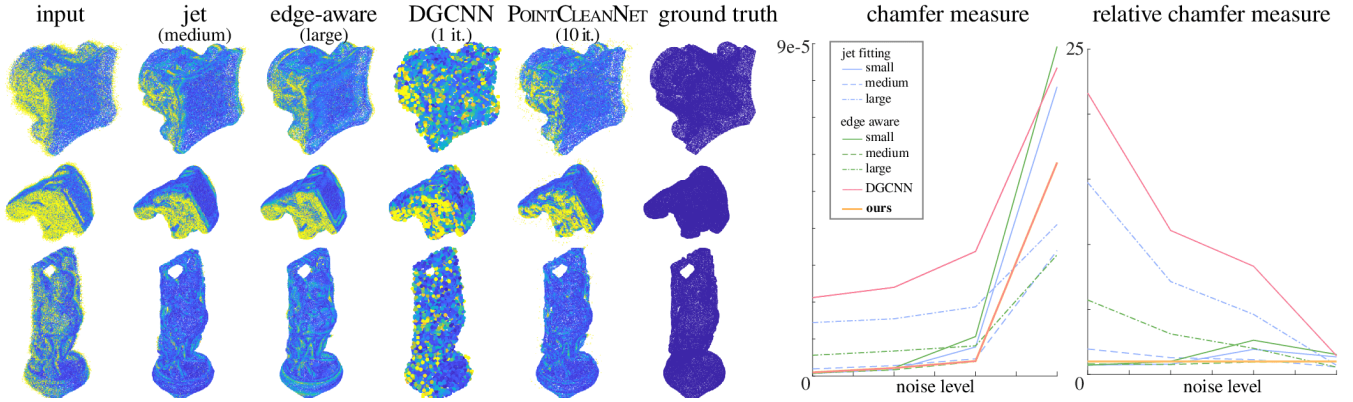 input
jet
(medium)
edge-aware
(large)
DGCNN
(1 it.)
POINTCLEANNET
(10 it.)
ground truth
chamfer measure
9e-5
jet fitting
small
medium
large
edge aware
small
medium
large
DGCNN
ours
0
noise level
relative chamfer measure
25
0
noise level